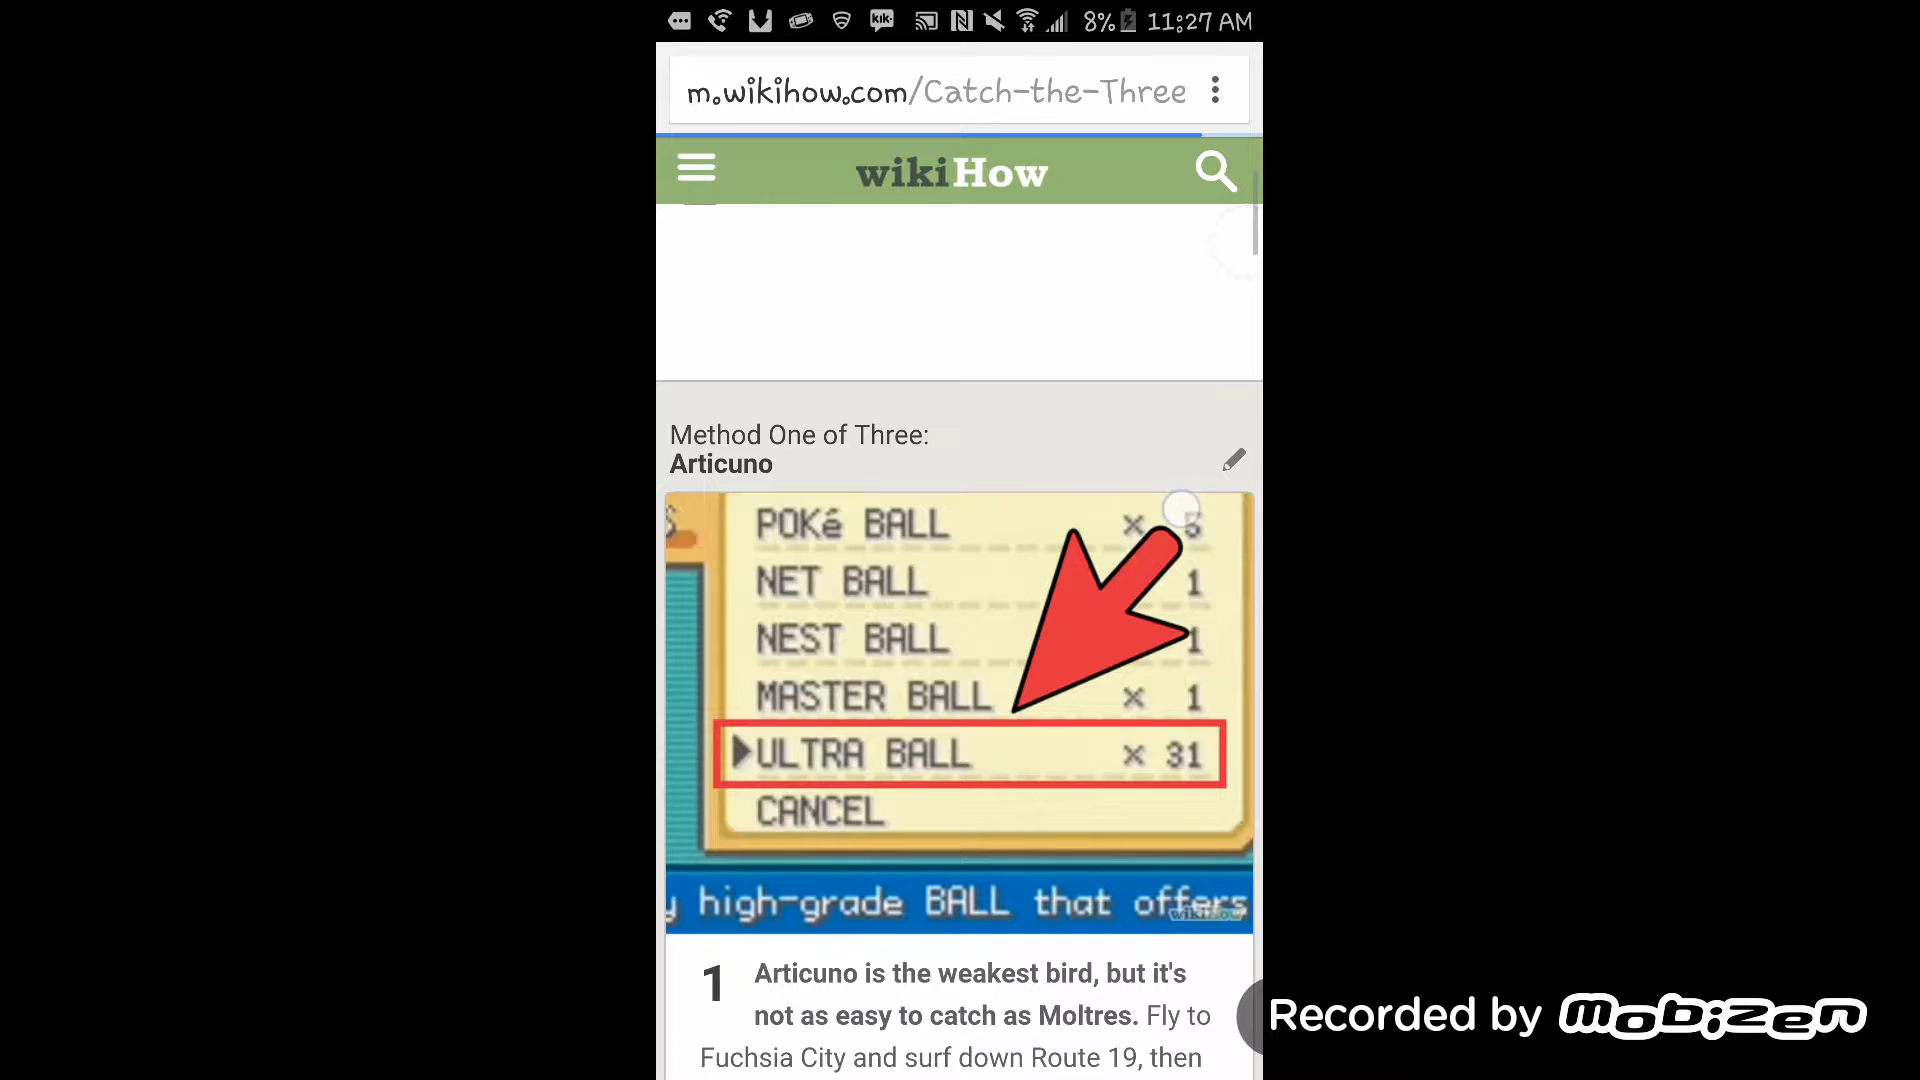 kik 8% 11:27 AM
m.wikihow.com/Catch-the-Three
wikiHow
Method One of Three:
Articuno
POKé BALL × 5
NET BALL 1
NEST BALL 1
MASTER BALL × 1
ULTRA BALL × 31
CANCEL
high-grade BALL that offers
wikiHow
1 Articuno is the weakest bird, but it's
not as easy to catch as Moltres. Fly to
Fuchsia City and surf down Route 19, then
Recorded by mobizen